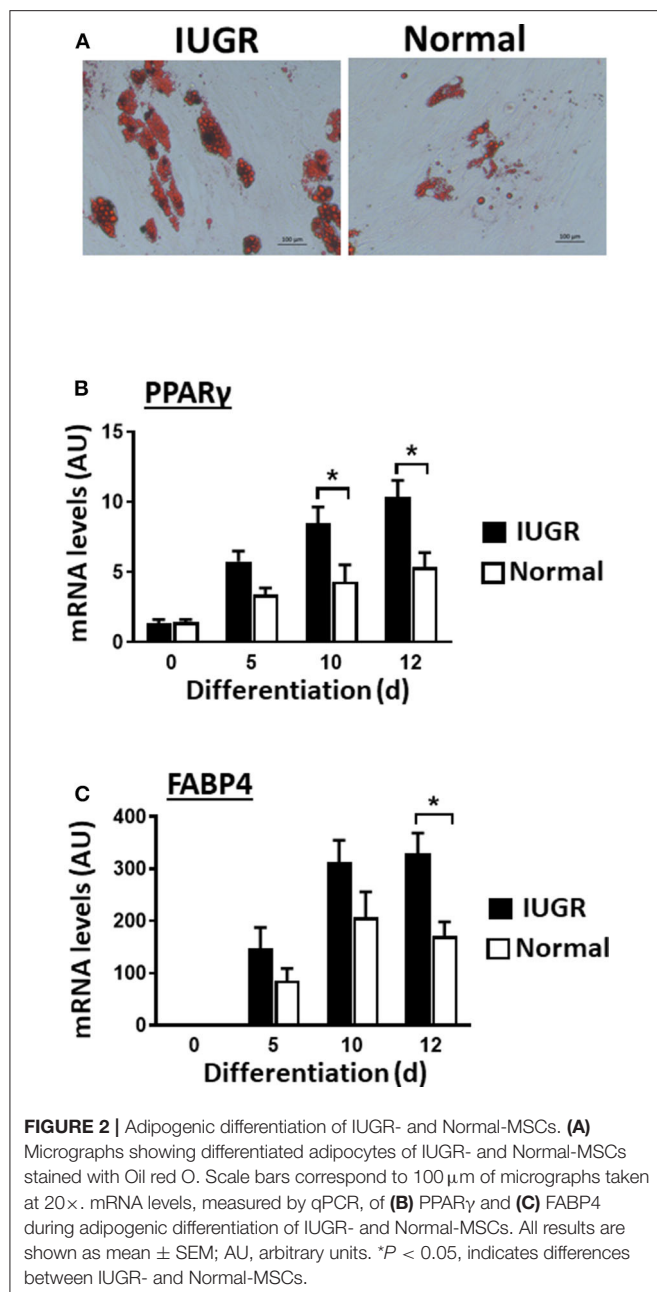 A
IUGR
Normal
100 µm
100 µm
B
PPARγ
mRNA levels (AU)
15
10
5
0
*
*
IUGR
Normal
0 5 10 12
Differentiation (d)
C
FABP4
mRNA levels (AU)
400
300
200
100
0
*
IUGR
Normal
0 5 10 12
Differentiation (d)
FIGURE 2 | Adipogenic differentiation of IUGR- and Normal-MSCs. (A)
Micrographs showing differentiated adipocytes of IUGR- and Normal-MSCs
stained with Oil red O. Scale bars correspond to 100 µm of micrographs taken
at 20×. mRNA levels, measured by qPCR, of (B) PPARγ and (C) FABP4
during adipogenic differentiation of IUGR- and Normal-MSCs. All results are
shown as mean ± SEM; AU, arbitrary units. *P < 0.05, indicates differences
between IUGR- and Normal-MSCs.